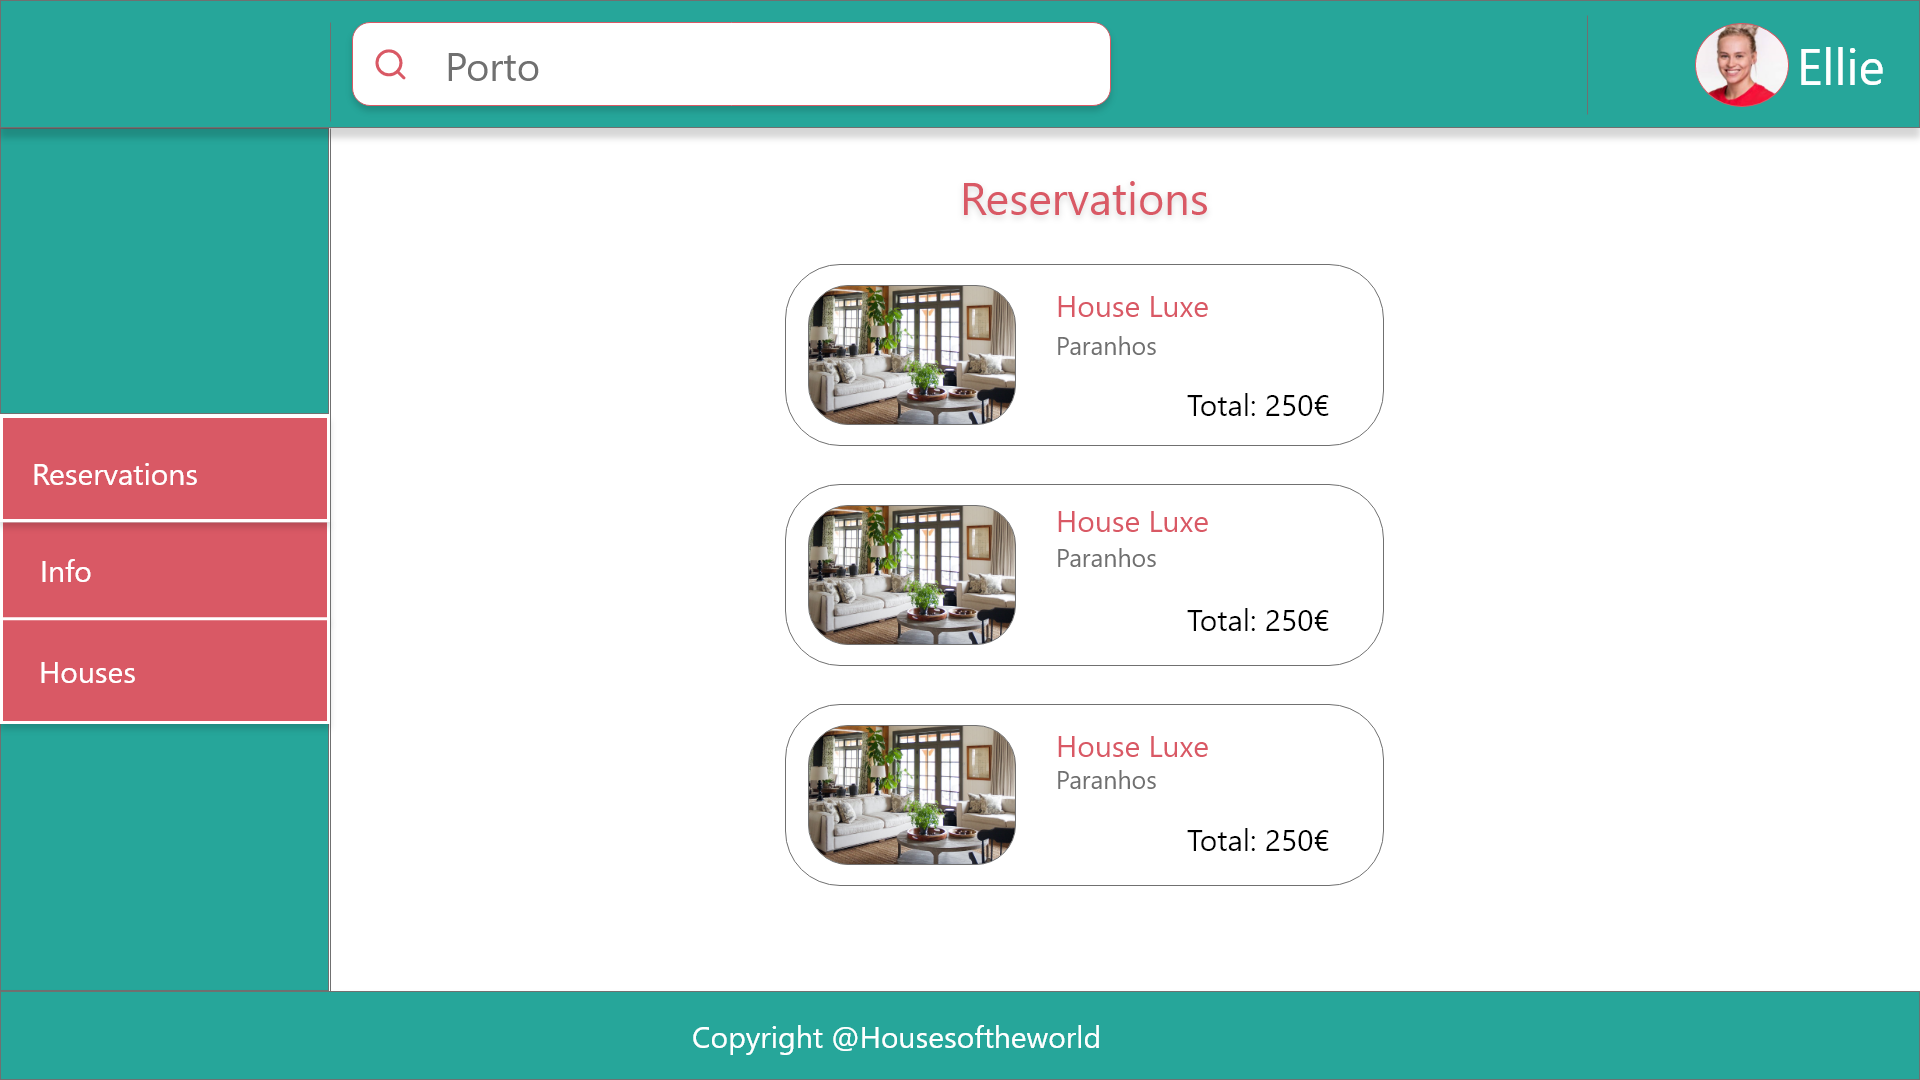 Porto
Ellie
Reservations
House Luxe
Paranhos
Total: 250€
Reservations
House Luxe
Paranhos
Info
Total: 250€
Houses
House Luxe
Paranhos
Total: 250€
Copyright @Housesoftheworld